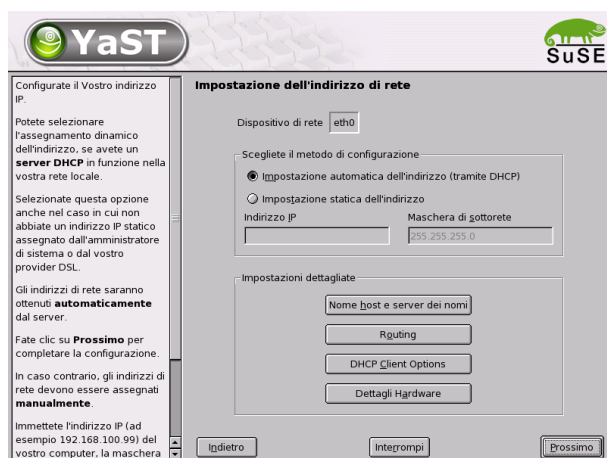 YaST
SuSE
Configurate il Vostro indirizzo
IP.
Potete selezionare
l'assegnamento dinamico
dell'indirizzo, se avete un
server DHCP in funzione nella
vostra rete locale.
Selezionate questa opzione
anche nel caso in cui non
abbiate un indirizzo IP statico
assegnato dall'amministratore
di sistema o dal vostro
provider DSL.
Gli indirizzi di rete saranno
ottenuti automaticamente
dal server.
Fate clic su Prossimo per
completare la configurazione.
In caso contrario, gli indirizzi di
rete devono essere assegnati
manualmente.
Immettete l'indirizzo IP (ad
esempio 192.168.100.99) del
vostro computer, la maschera
Impostazione dell'indirizzo di rete
Dispositivo di rete eth0
Scegliete il metodo di configurazione
Impostazione automatica dell'indirizzo (tramite DHCP)
Impostazione statica dell'indirizzo
Indirizzo IP
Maschera di sottorete
255.255.255.0
Impostazioni dettagliate
Nome host e server dei nomi
Routing
DHCP Client Options
Dettagli Hardware
Indietro
Interrompi
Prossimo